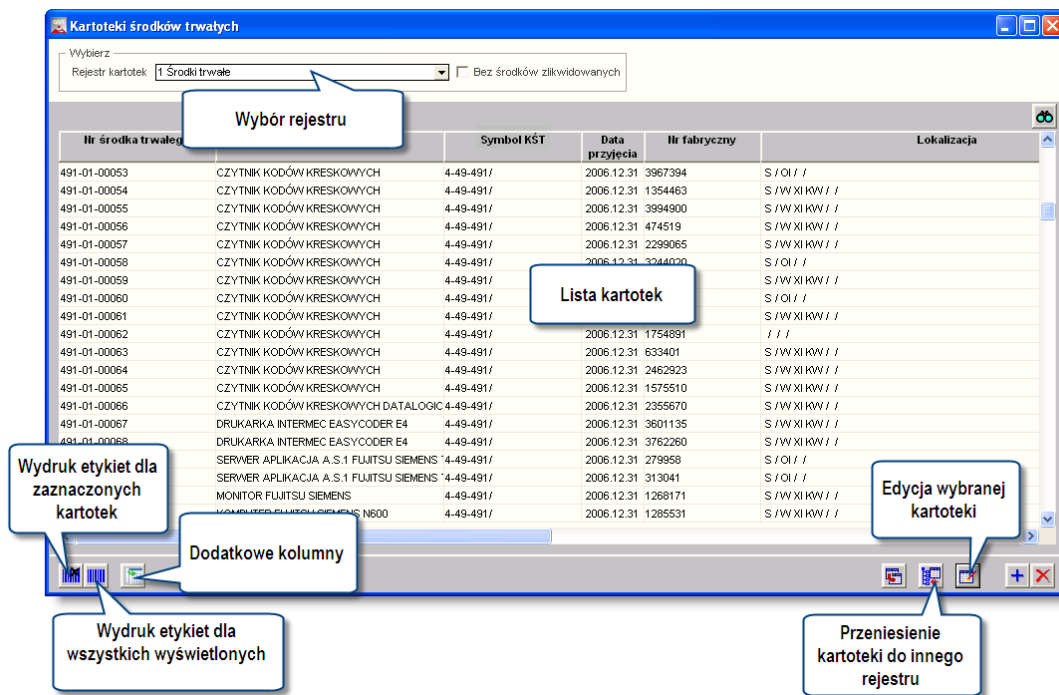 Kartoteki środków trwałych
Wybierz
Rejestr kartotek 1 Środki trwałe Bez środków zlikwidowanych
Wybór rejestru
Nr środka Symbol KŚT Data przyjęcia Nr fabryczny Lokalizacja
491-01-00053 CZYTNIK KODÓW KRESKOWYCH 4-49-491/ 2006.12.31 3967394 S / OI / /
491-01-00054 CZYTNIK KODÓW KRESKOWYCH 4-49-491/ 2006.12.31 1354463 S / W XI KW / /
491-01-00055 CZYTNIK KODÓW KRESKOWYCH 4-49-491/ 2006.12.31 3994900 S / W XI KW / /
491-01-00056 CZYTNIK KODÓW KRESKOWYCH 4-49-491/ 2006.12.31 474519 S / W XI KW / /
491-01-00057 CZYTNIK KODÓW KRESKOWYCH 4-49-491/ 2006.12.31 2299065 S / W XI KW / /
491-01-00058 CZYTNIK KODÓW KRESKOWYCH 4-49-491/ 2006.12.31 3244020 S / OI / /
491-01-00059 CZYTNIK KODÓW KRESKOWYCH 4-49-491/ S / W XI KW / /
491-01-00060 CZYTNIK KODÓW KRESKOWYCH 4-49-491/ S / OI / /
491-01-00061 CZYTNIK KODÓW KRESKOWYCH 4-49-491/ S / W XI KW / /
Lista kartotek
491-01-00062 CZYTNIK KODÓW KRESKOWYCH 4-49-491/ 2006.12.31 1754891 / / /
491-01-00063 CZYTNIK KODÓW KRESKOWYCH 4-49-491/ 2006.12.31 633401 S / W XI KW / /
491-01-00064 CZYTNIK KODÓW KRESKOWYCH 4-49-491/ 2006.12.31 2462923 S / W XI KW / /
491-01-00065 CZYTNIK KODÓW KRESKOWYCH 4-49-491/ 2006.12.31 1575510 S / W XI KW / /
491-01-00066 CZYTNIK KODÓW KRESKOWYCH DATALOGIC 4-49-491/ 2006.12.31 2355670 S / W XI KW / /
491-01-00067 DRUKARKA INTERMEC EASYCODER E4 4-49-491/ 2006.12.31 3601135 S / W XI KW / /
491-01-00068 DRUKARKA INTERMEC EASYCODER E4 4-49-491/ 2006.12.31 3762260 S / W XI KW / /
SERWER APLIKACJA A.S.1 FUJITSU SIEMENS 4-49-491/ 2006.12.31 279958 S / OI / /
SERWER APLIKACJA A.S.1 FUJITSU SIEMENS 4-49-491/ 2006.12.31 313041 S / OI / /
MONITOR FUJITSU SIEMENS 4-49-491/ 2006.12.31 1268171 S / W XI KW / /
KOMPUTER FUJITSU SIEMENS N600 4-49-491/ 2006.12.31 1285531 S / W XI KW / /
Wydruk etykiet dla
zaznaczonych
kartotek
Dodatkowe kolumny
Edycja wybranej
kartoteki
Wydruk etykiet dla
wszystkich wyświetlonych
Przeniesienie
kartoteki do innego
rejestru